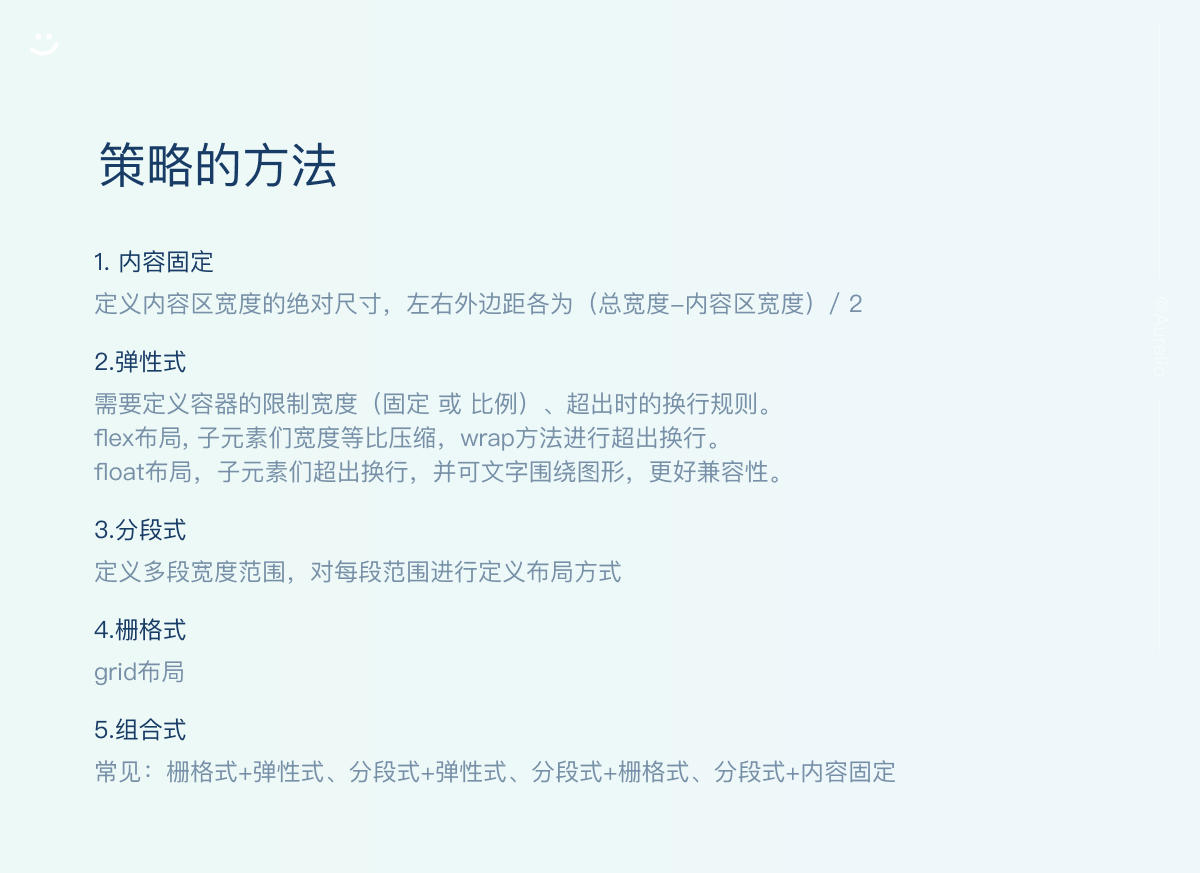 策略的方法
1. 内容固定
定义内容区宽度的绝对尺寸，左右外边距各为（总宽度–内容区宽度）/ 2
2.弹性式
需要定义容器的限制宽度（固定 或 比例）、超出时的换行规则。
flex布局, 子元素们宽度等比压缩，wrap方法进行超出换行。
float布局，子元素们超出换行，并可文字围绕图形，更好兼容性。
3.分段式
定义多段宽度范围，对每段范围进行定义布局方式
4.栅格式
grid布局
5.组合式
常见：栅格式+弹性式、分段式+弹性式、分段式+栅格式、分段式+内容固定
©Aurelio